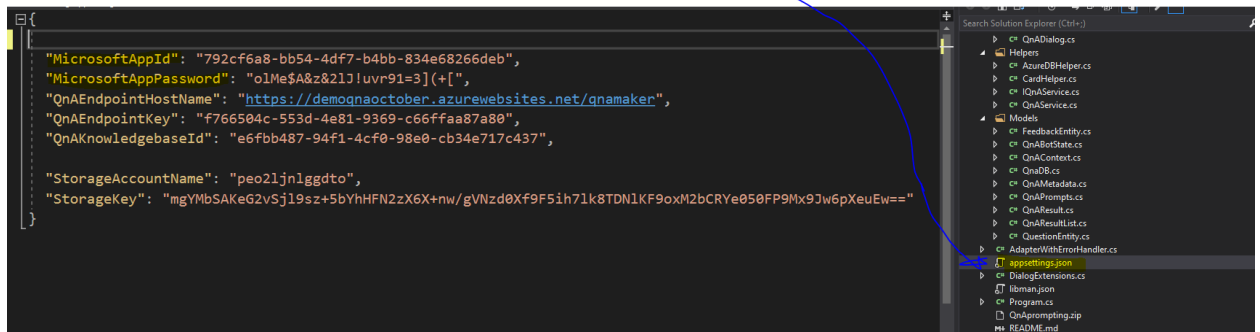 {
"MicrosoftAppId": "792cf6a8-bb54-4df7-b4bb-834e68266deb",
"MicrosoftAppPassword": "olMe$A&z&2lJ!uvr91=3](+[",
"QnAEndpointHostName": "https://demoqnaoctober.azurewebsites.net/qnamaker",
"QnAEndpointKey": "f766504c-553d-4e81-9369-c66ffaa87a80",
"QnAKnowledgebaseId": "e6fbb487-94f1-4cf0-98e0-cb34e717c437",
"StorageAccountName": "peo2ljnlggdto",
"StorageKey": "mgYMbSAKeG2vSjl9sz+5bYhHFN2zX6X+nw/gVNzd0Xf9F5ih7lk8TDNlKF9oxM2bCRYe050FP9Mx9Jw6pXeuEw=="
}
Search Solution Explorer (Ctrl+;)
C# QnADialog.cs
Helpers
C# AzureDBHelper.cs
C# CardHelper.cs
C# IQnAService.cs
C# QnAService.cs
Models
C# FeedbackEntity.cs
C# QnABotState.cs
C# QnAContext.cs
C# QnaDB.cs
C# QnAMetadata.cs
C# QnAPrompts.cs
C# QnAResult.cs
C# QnAResultList.cs
C# QuestionEntity.cs
C# AdapterWithErrorHandler.cs
appsettings.json
C# DialogExtensions.cs
libman.json
C# Program.cs
QnAprompting.zip
README.md